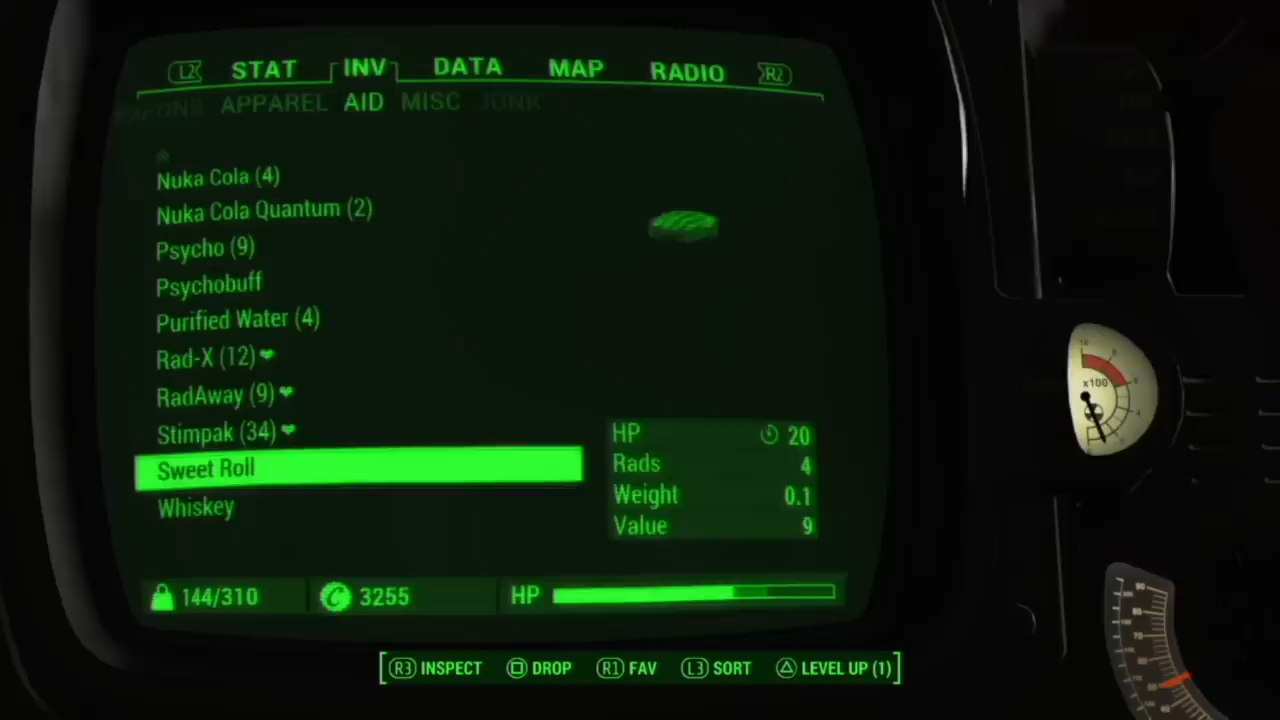 L2 STAT INV DATA MAP RADIO R2
APPAREL AID MISC JUNK
Nuka Cola (4)
Nuka Cola Quantum (2)
Psycho (9)
Psychobuff
Purified Water (4)
Rad-X (12)
RadAway (9)
Stimpak (34)
Sweet Roll
Whiskey
HP 20
Rads 4
Weight 0.1
Value 9
144/310 3255 HP
R3 INSPECT DROP R1 FAV L3 SORT LEVEL UP (1)
x100